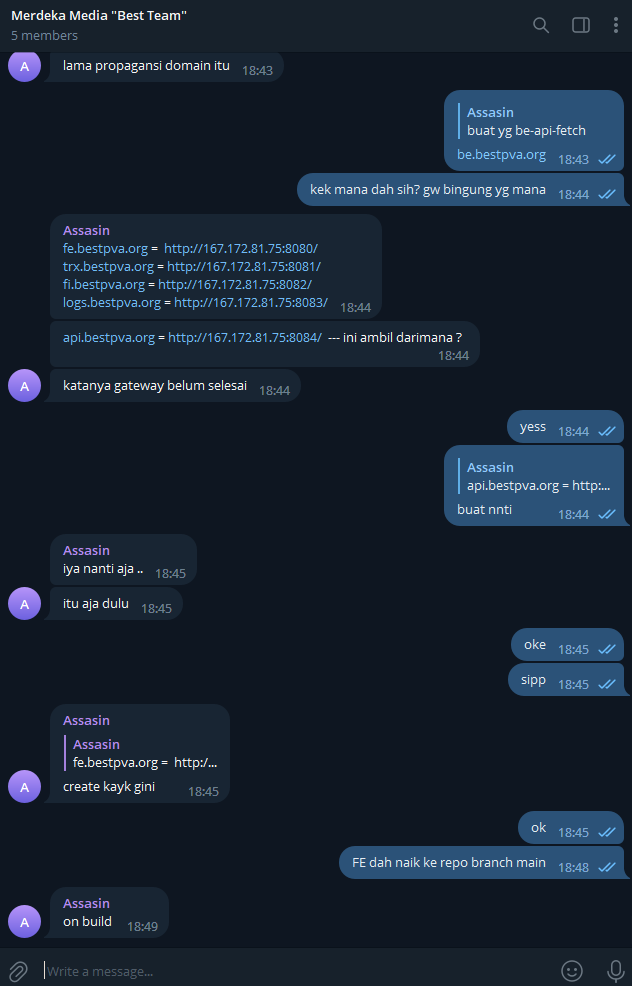 Merdeka Media "Best Team"
5 members
A
lama propagansi domain itu 18:43
Assasin
buat yg be-api-fetch
be.bestpva.org 18:43
kek mana dah sih? gw bingung yg mana 18:44
Assasin
fe.bestpva.org = http://167.172.81.75:8080/
trx.bestpva.org = http://167.172.81.75:8081/
fi.bestpva.org = http://167.172.81.75:8082/
logs.bestpva.org = http://167.172.81.75:8083/ 18:44
api.bestpva.org = http://167.172.81.75:8084/ --- ini ambil darimana ?
18:44
A
katanya gateway belum selesai 18:44
yess 18:44
Assasin
api.bestpva.org = http:...
buat nnti 18:44
Assasin
iya nanti aja .. 18:45
A
itu aja dulu 18:45
oke 18:45
sipp 18:45
Assasin
Assasin
fe.bestpva.org = http:/...
A
create kayk gini 18:45
ok 18:45
FE dah naik ke repo branch main 18:48
Assasin
A
on build 18:49
Write a message...